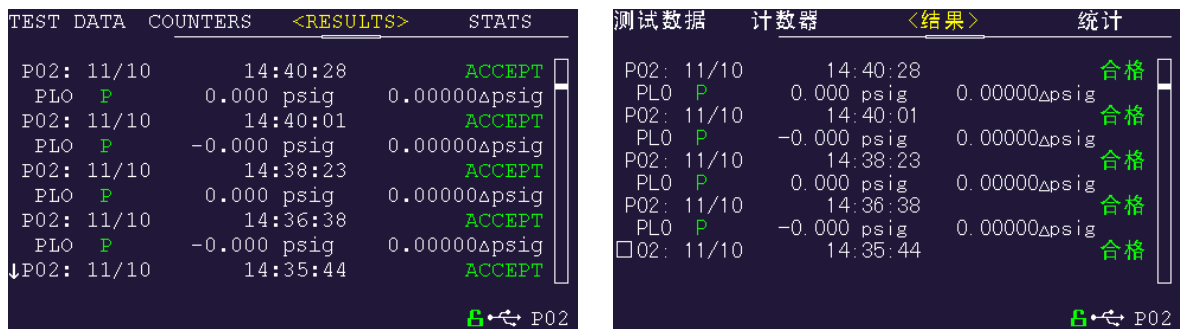 TEST DATA COUNTERS <RESULTS> STATS
P02: 11/10 14:40:28 ACCEPT
PLO P 0.000 psig 0.00000△psig
P02: 11/10 14:40:01 ACCEPT
PLO P -0.000 psig 0.00000△psig
P02: 11/10 14:38:23 ACCEPT
PLO P 0.000 psig 0.00000△psig
P02: 11/10 14:36:38 ACCEPT
PLO P -0.000 psig 0.00000△psig
↓P02: 11/10 14:35:44 ACCEPT
P02
测试数据 计数器 <结果> 统计
P02: 11/10 14:40:28 合格
PLO P 0.000 psig 0.00000△psig
P02: 11/10 14:40:01 合格
PLO P -0.000 psig 0.00000△psig
P02: 11/10 14:38:23 合格
PLO P 0.000 psig 0.00000△psig
P02: 11/10 14:36:38 合格
PLO P -0.000 psig 0.00000△psig
□02: 11/10 14:35:44 合格
P02